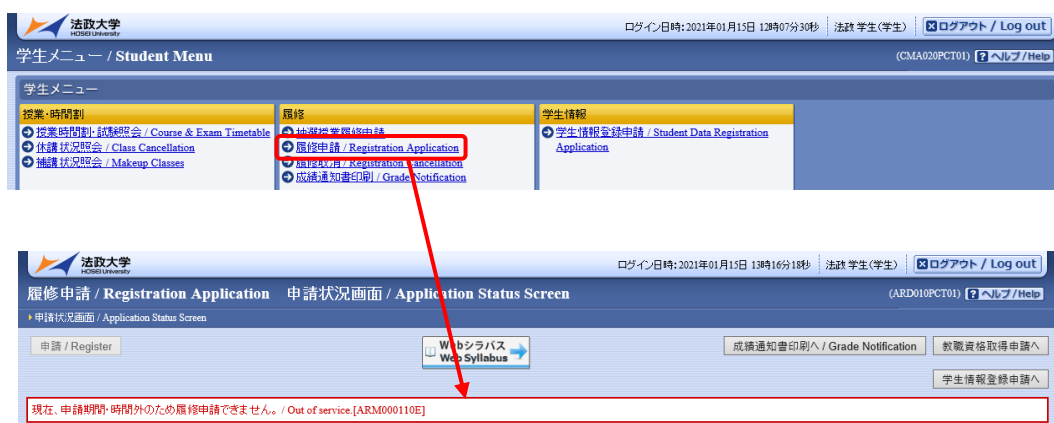 法政大学
HOSEI University
ログイン日時：2021年01月15日 12時07分30秒 法政 学生(学生) ログアウト / Log out
学生メニュー / Student Menu (CMA020PCT01) ? ヘルプ/Help
学生メニュー
授業・時間割
授業時間割・試験照会 / Course & Exam Timetable
休講状況照会 / Class Cancellation
補講状況照会 / Makeup Classes
履修
抽選授業履修申請
履修申請 / Registration Application
履修取消 / Registration Cancellation
成績通知書印刷 / Grade Notification
学生情報
学生情報登録申請 / Student Data Registration
Application
法政大学
HOSEI University
ログイン日時：2021年01月15日 13時16分18秒 法政 学生(学生) ログアウト / Log out
履修申請 / Registration Application 申請状況画面 / Application Status Screen (ARD010PCT01) ? ヘルプ/Help
申請状況画面 / Application Status Screen
申請 / Register
Webシラバス
Web Syllabus
成績通知書印刷へ / Grade Notification 教職資格取得申請へ
学生情報登録申請へ
現在、申請期間・時間外のため履修申請できません。 / Out of service.[ARM000110E]